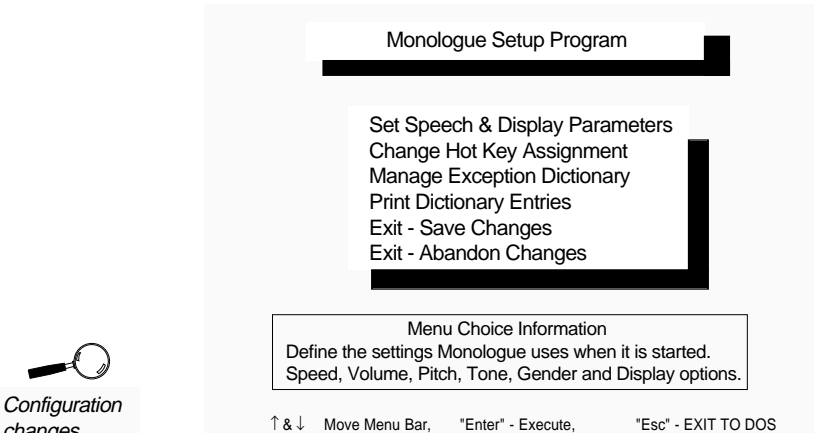 Monologue Setup Program
Set Speech & Display Parameters
Change Hot Key Assignment
Manage Exception Dictionary
Print Dictionary Entries
Exit - Save Changes
Exit - Abandon Changes
Menu Choice Information
Define the settings Monologue uses when it is started.
Speed, Volume, Pitch, Tone, Gender and Display options.
↑ & ↓ Move Menu Bar, "Enter" - Execute, "Esc" - EXIT TO DOS
Configuration
changes